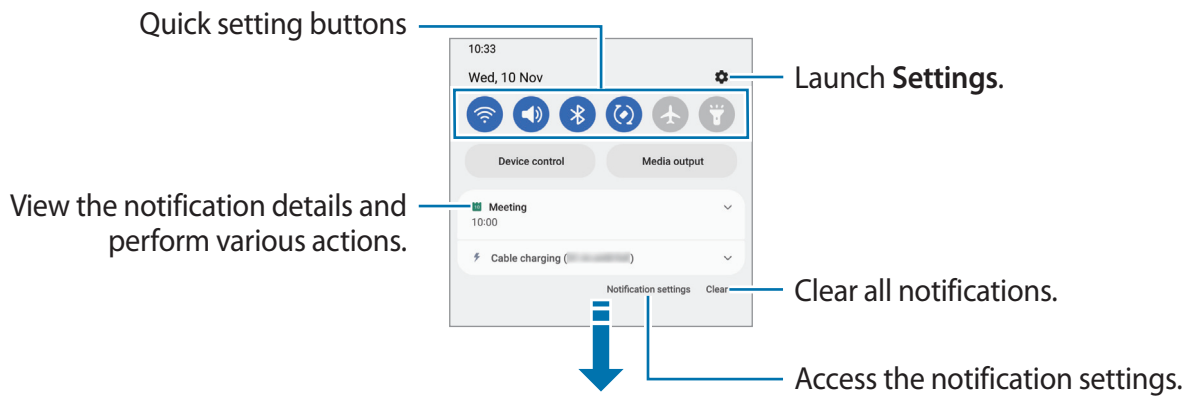 Quick setting buttons
10:33
Wed, 10 Nov
Launch Settings.
Device control
Media output
View the notification details and
perform various actions.
Meeting
10:00
Cable charging ( )
Notification settings
Clear
Clear all notifications.
Access the notification settings.